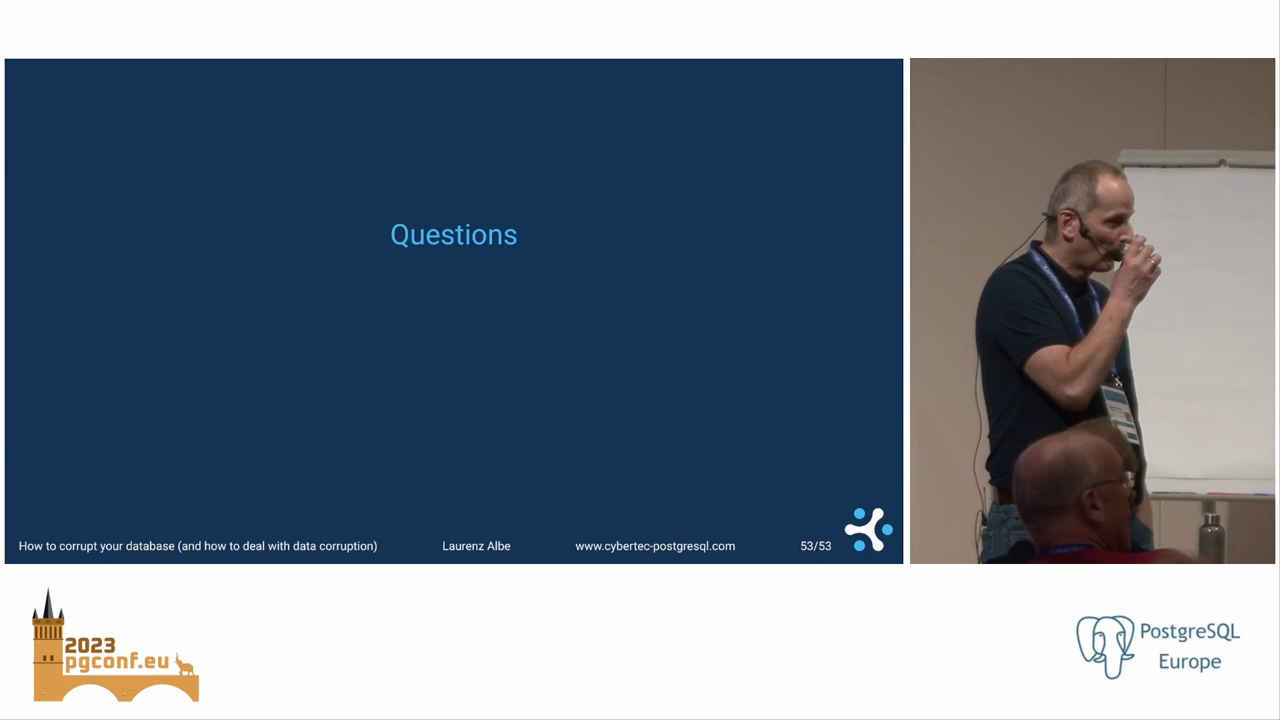 Questions
How to corrupt your database (and how to deal with data corruption) Laurenz Albe www.cybertec-postgresql.com 53/53
2023
pgconf.eu
PostgreSQL
Europe